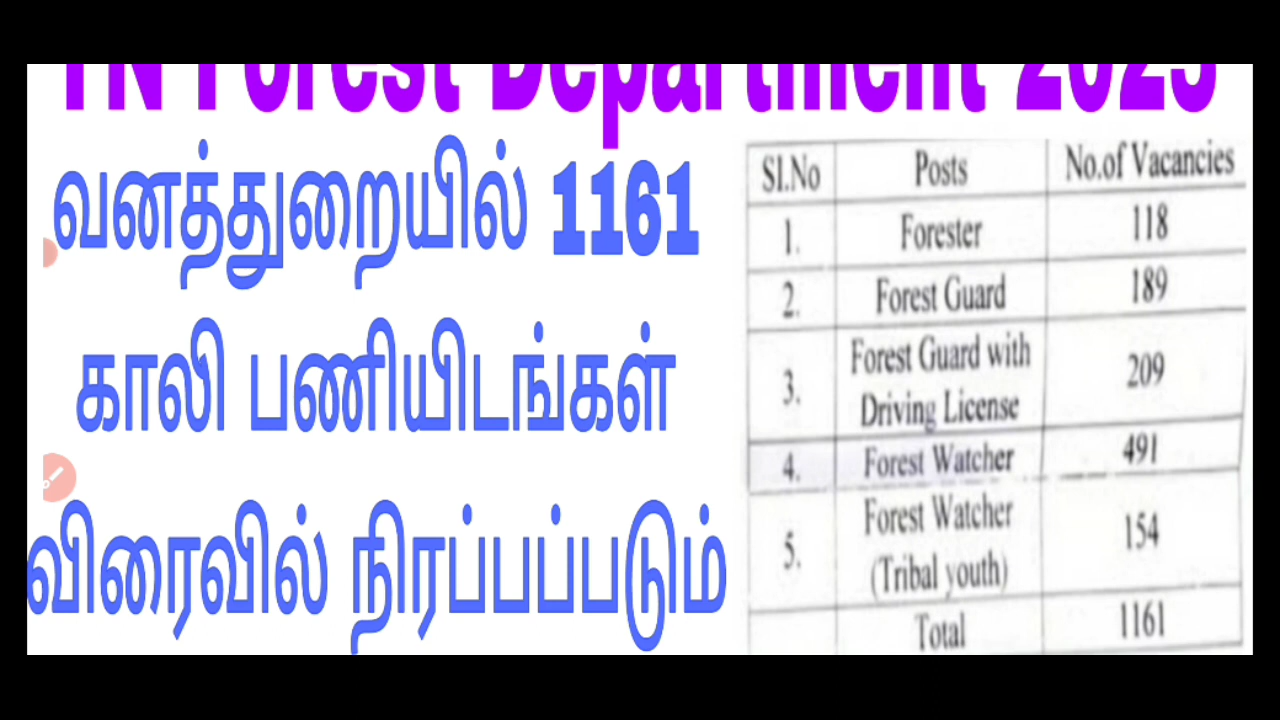 TN Forest Department 2023
வனத்துறையில் 1161
காலி பணியிடங்கள்
விரைவில் நிரப்பப்படும்
Sl.No Posts No.of Vacancies
1. Forester 118
2. Forest Guard 189
3. Forest Guard with Driving License 209
4. Forest Watcher 491
5. Forest Watcher (Tribal youth) 154
Total 1161